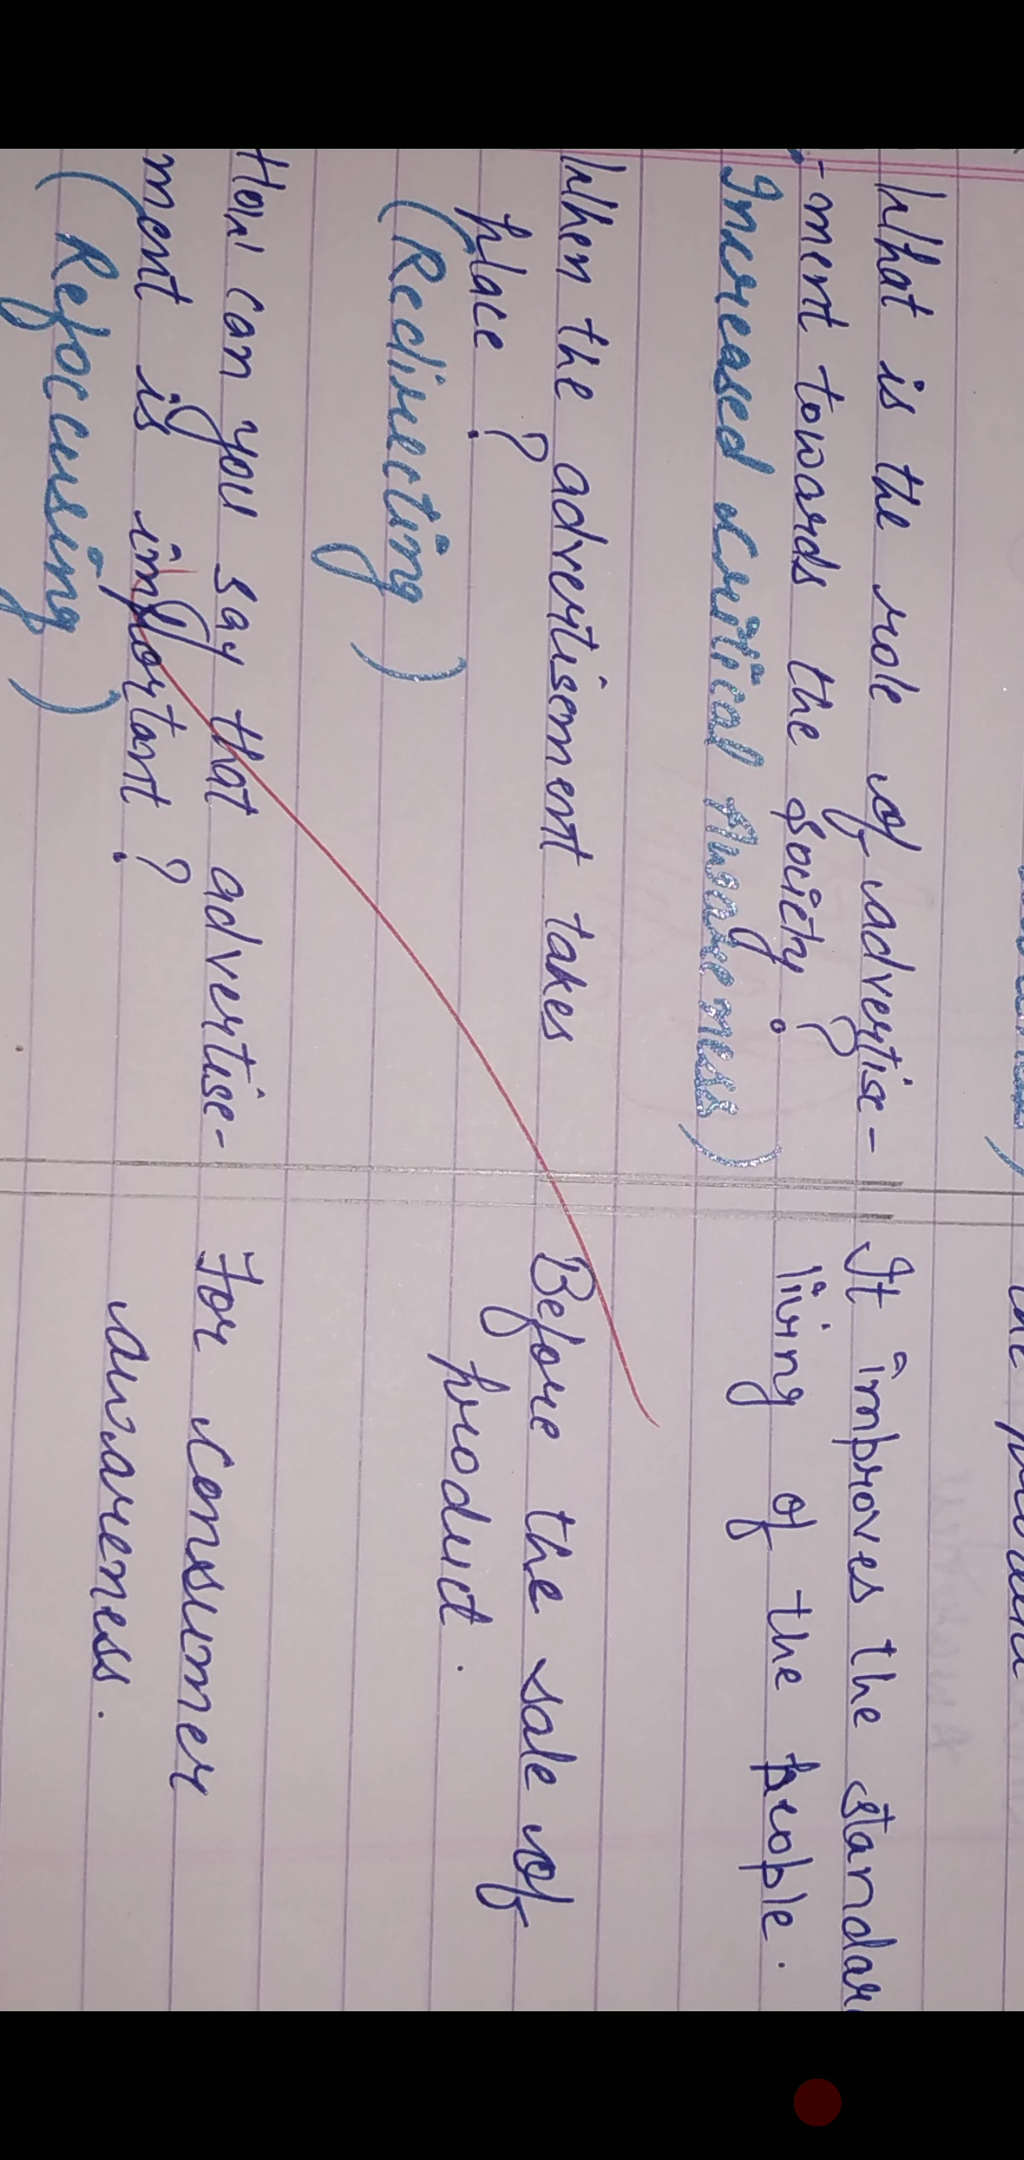 What is the role of advertise- It improves the standar
-ment towards the society? living of the people.
Increased critical Awareness)
When the advertisement takes Before the sale of
place? product.
(Redirecting)
How can you say that advertise- For consumer
ment is important? awareness.
(Refocusing)